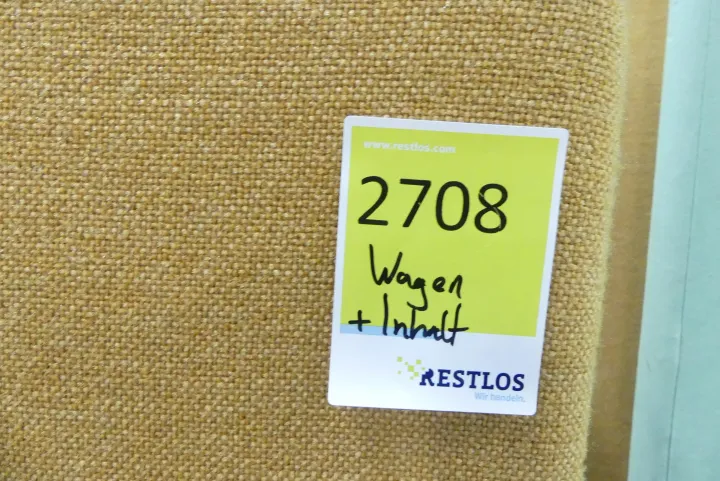 www.restlos.com
2708
Wagen
+ Inhalt
RESTLOS
Wir handeln.